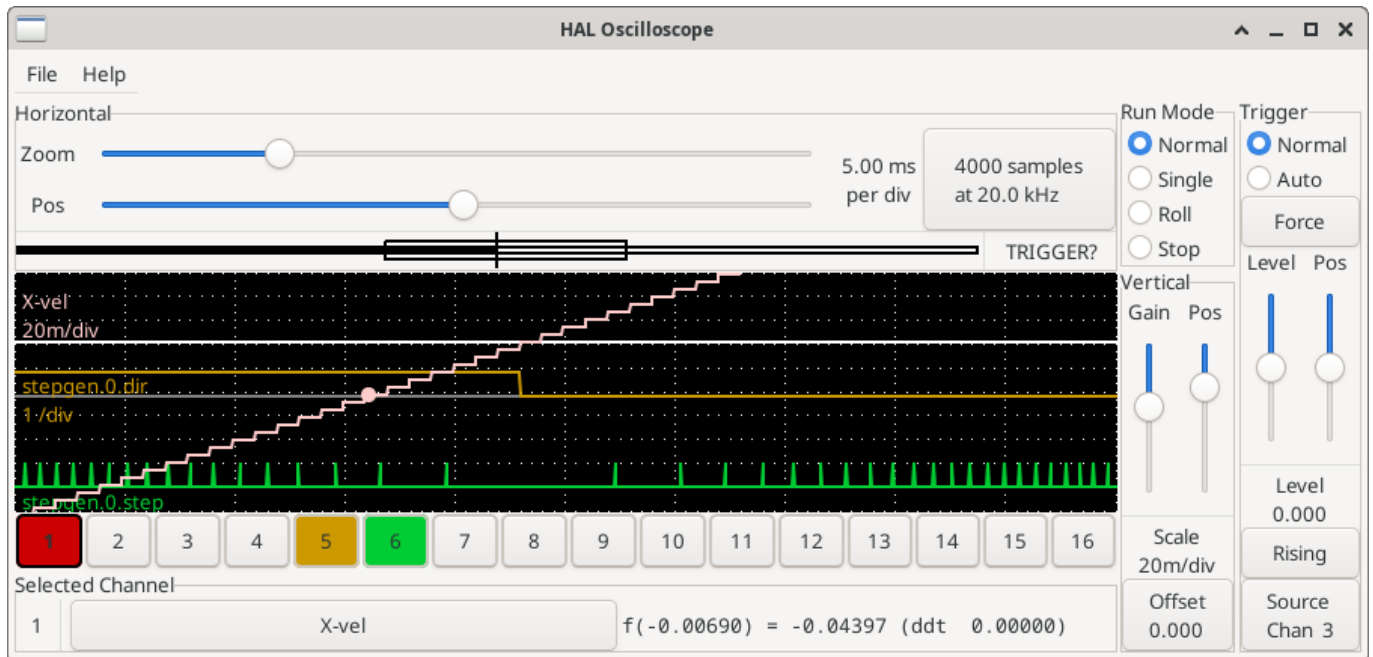 HAL Oscilloscope
File Help
Horizontal
Zoom
Pos
5.00 ms
per div
4000 samples
at 20.0 kHz
TRIGGER?
X-vel
20m/div
stepgen.0.dir
1 /div
stepgen.0.step
1 2 3 4 5 6 7 8 9 10 11 12 13 14 15 16
Selected Channel
1 X-vel f(-0.00690) = -0.04397 (ddt 0.00000)
Run Mode
Normal
Single
Roll
Stop
Vertical
Gain Pos
Scale
20m/div
Offset
0.000
Trigger
Normal
Auto
Force
Level Pos
Level
0.000
Rising
Source
Chan 3